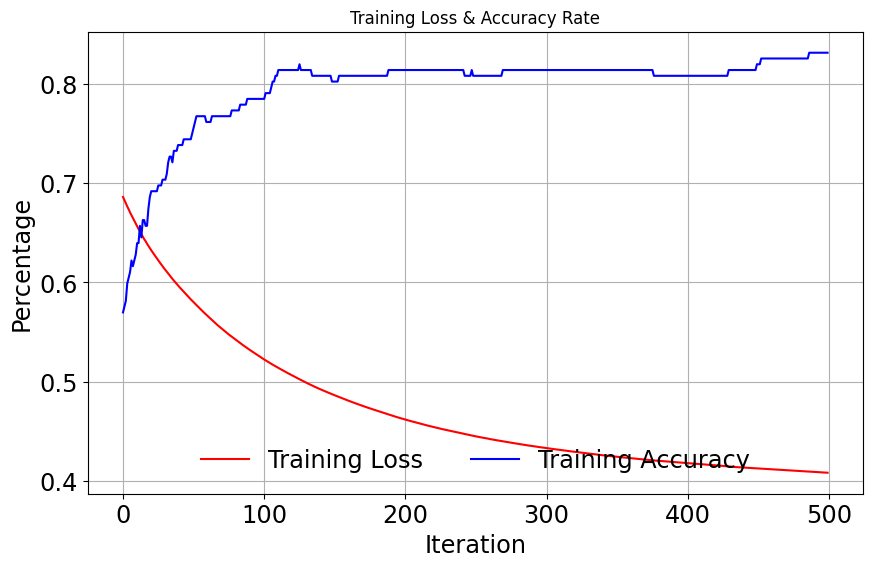 Training Loss & Accuracy Rate
Percentage
0.8
0.7
0.6
0.5
0.4
Training Loss
Training Accuracy
0 100 200 300 400 500
Iteration